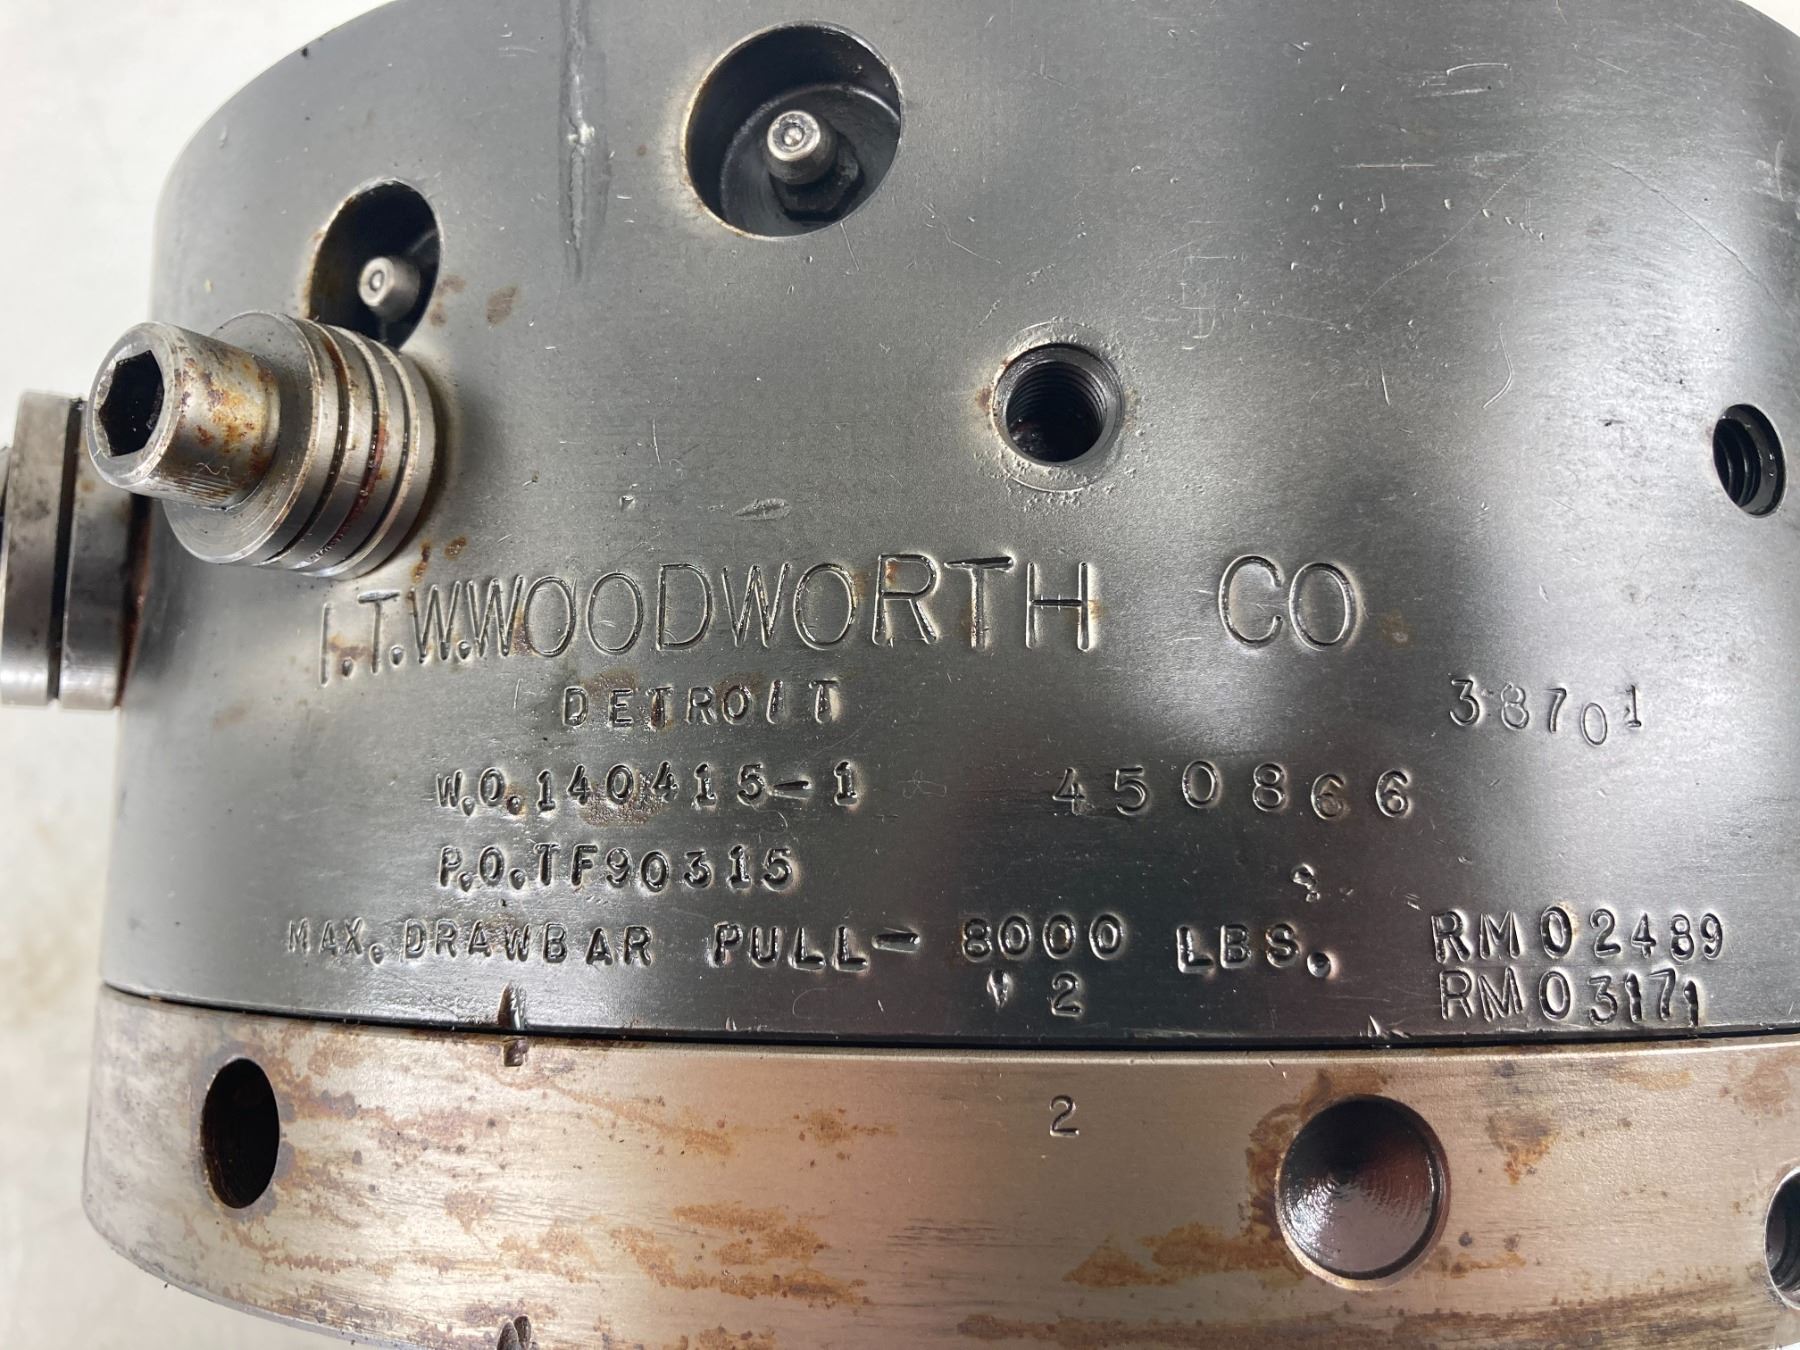 I.T.W.WOODWORTH CO
DETROIT
38701
W.O.140415-1
450866
P.O.TF90315
MAX. DRAWBAR PULL- 8000 LBS.
RM02489
2
RM03171
2